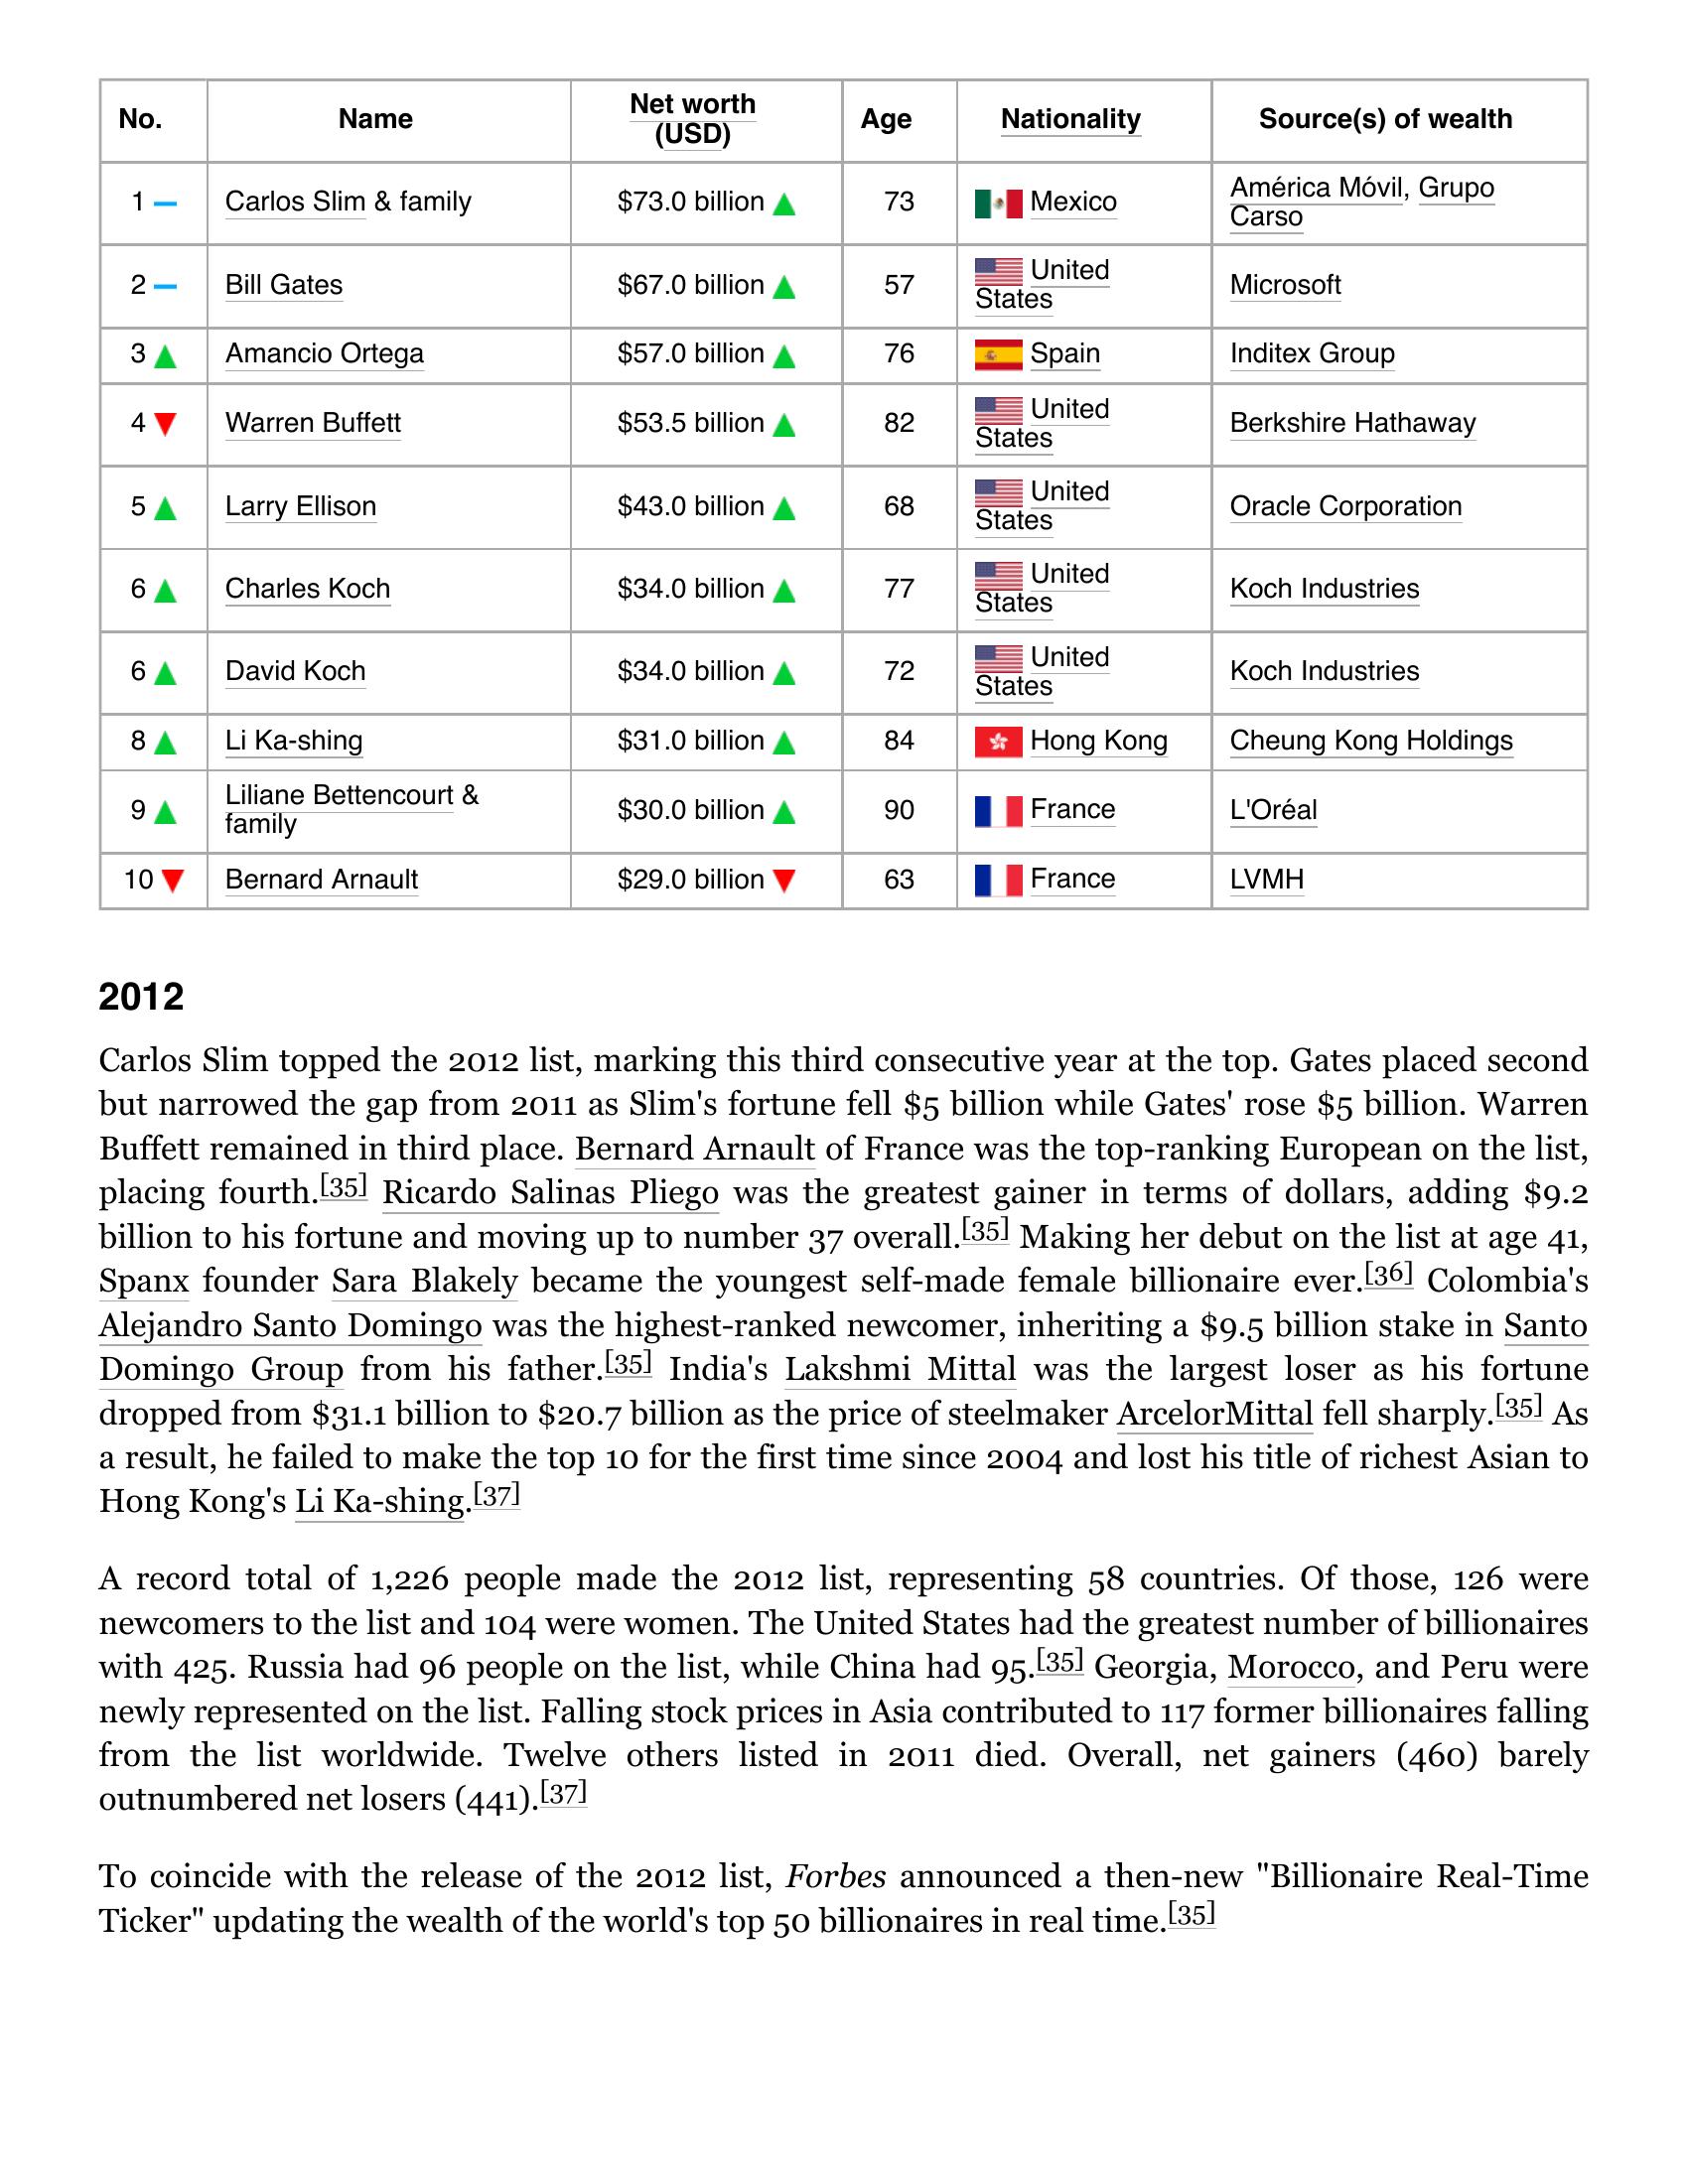 No. Name Net worth (USD) Age Nationality Source(s) of wealth
1 Carlos Slim & family $73.0 billion 73 Mexico América Móvil, Grupo Carso
2 Bill Gates $67.0 billion 57 United States Microsoft
3 Amancio Ortega $57.0 billion 76 Spain Inditex Group
4 Warren Buffett $53.5 billion 82 United States Berkshire Hathaway
5 Larry Ellison $43.0 billion 68 United States Oracle Corporation
6 Charles Koch $34.0 billion 77 United States Koch Industries
6 David Koch $34.0 billion 72 United States Koch Industries
8 Li Ka-shing $31.0 billion 84 Hong Kong Cheung Kong Holdings
9 Liliane Bettencourt & family $30.0 billion 90 France L'Oréal
10 Bernard Arnault $29.0 billion 63 France LVMH
2012
Carlos Slim topped the 2012 list, marking this third consecutive year at the top. Gates placed second
but narrowed the gap from 2011 as Slim's fortune fell $5 billion while Gates' rose $5 billion. Warren
Buffett remained in third place. Bernard Arnault of France was the top-ranking European on the list,
placing fourth.[35] Ricardo Salinas Pliego was the greatest gainer in terms of dollars, adding $9.2
billion to his fortune and moving up to number 37 overall.[35] Making her debut on the list at age 41,
Spanx founder Sara Blakely became the youngest self-made female billionaire ever.[36] Colombia's
Alejandro Santo Domingo was the highest-ranked newcomer, inheriting a $9.5 billion stake in Santo
Domingo Group from his father.[35] India's Lakshmi Mittal was the largest loser as his fortune
dropped from $31.1 billion to $20.7 billion as the price of steelmaker ArcelorMittal fell sharply.[35] As
a result, he failed to make the top 10 for the first time since 2004 and lost his title of richest Asian to
Hong Kong's Li Ka-shing.[37]
A record total of 1,226 people made the 2012 list, representing 58 countries. Of those, 126 were
newcomers to the list and 104 were women. The United States had the greatest number of billionaires
with 425. Russia had 96 people on the list, while China had 95.[35] Georgia, Morocco, and Peru were
newly represented on the list. Falling stock prices in Asia contributed to 117 former billionaires falling
from the list worldwide. Twelve others listed in 2011 died. Overall, net gainers (460) barely
outnumbered net losers (441).[37]
To coincide with the release of the 2012 list, Forbes announced a then-new "Billionaire Real-Time
Ticker" updating the wealth of the world's top 50 billionaires in real time.[35]